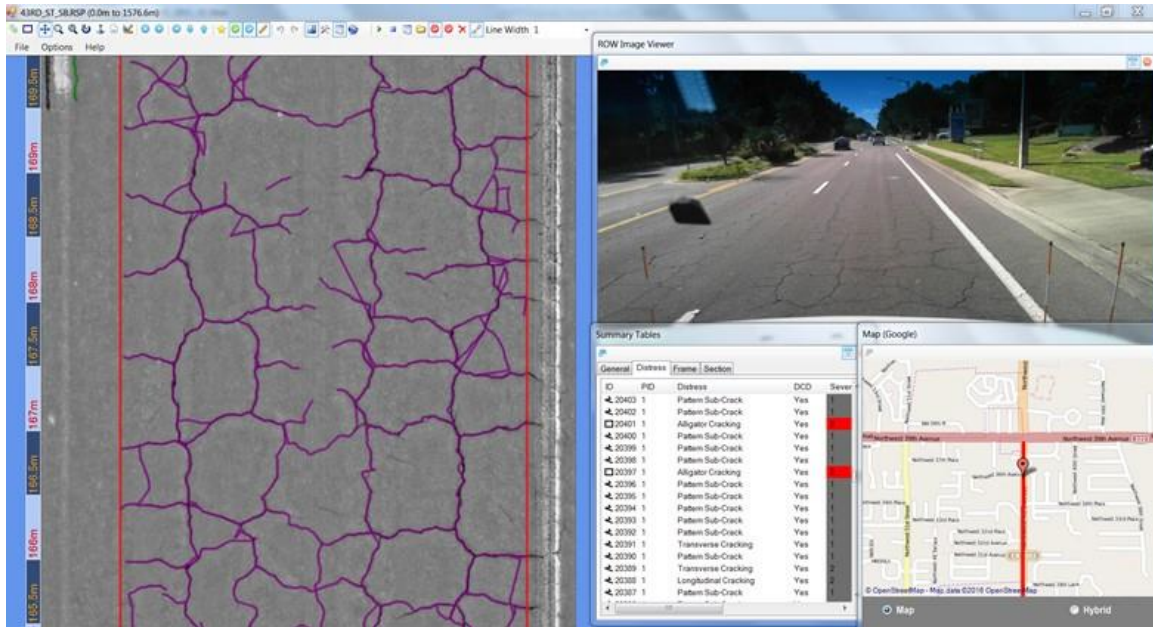 43RD_ST_SB.RSP (0.0m to 1576.6m)
Line Width 1
File Options Help
169.5m
169m
168.5m
168m
167.5m
167m
166.5m
166m
165.5m
ROW Image Viewer
Summary Tables
General Distress Frame Section
ID PID Distress DCD Sever
20403 1 Pattern Sub-Crack Yes 1
20402 1 Pattern Sub-Crack Yes 1
20401 1 Alligator Cracking Yes
20400 1 Pattern Sub-Crack Yes 1
20399 1 Pattern Sub-Crack Yes 1
20398 1 Pattern Sub-Crack Yes 1
20397 1 Alligator Cracking Yes
20396 1 Pattern Sub-Crack Yes 1
20395 1 Pattern Sub-Crack Yes 1
20394 1 Pattern Sub-Crack Yes 1
20393 1 Pattern Sub-Crack Yes 1
20392 1 Pattern Sub-Crack Yes 1
20391 1 Transverse Cracking Yes 1
20390 1 Pattern Sub-Crack Yes 1
20389 1 Transverse Cracking Yes 2
20388 1 Longitudinal Cracking Yes 2
20387 1 Pattern Sub-Crack Yes 1
Map (Google)
Northwest
Northwest 39th Avenue
Northwest 39th Avenue
© OpenStreetMap - Map data ©2016 OpenStreetMap
Map Hybrid